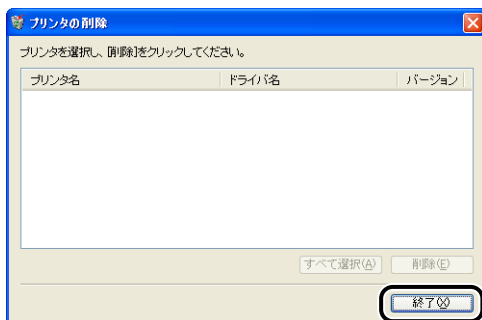 プリンタの削除
プリンタを選択し、[削除]をクリックしてください。
プリンタ名 ドライバ名 バージョン
すべて選択(A) 削除(E)
終了(X)